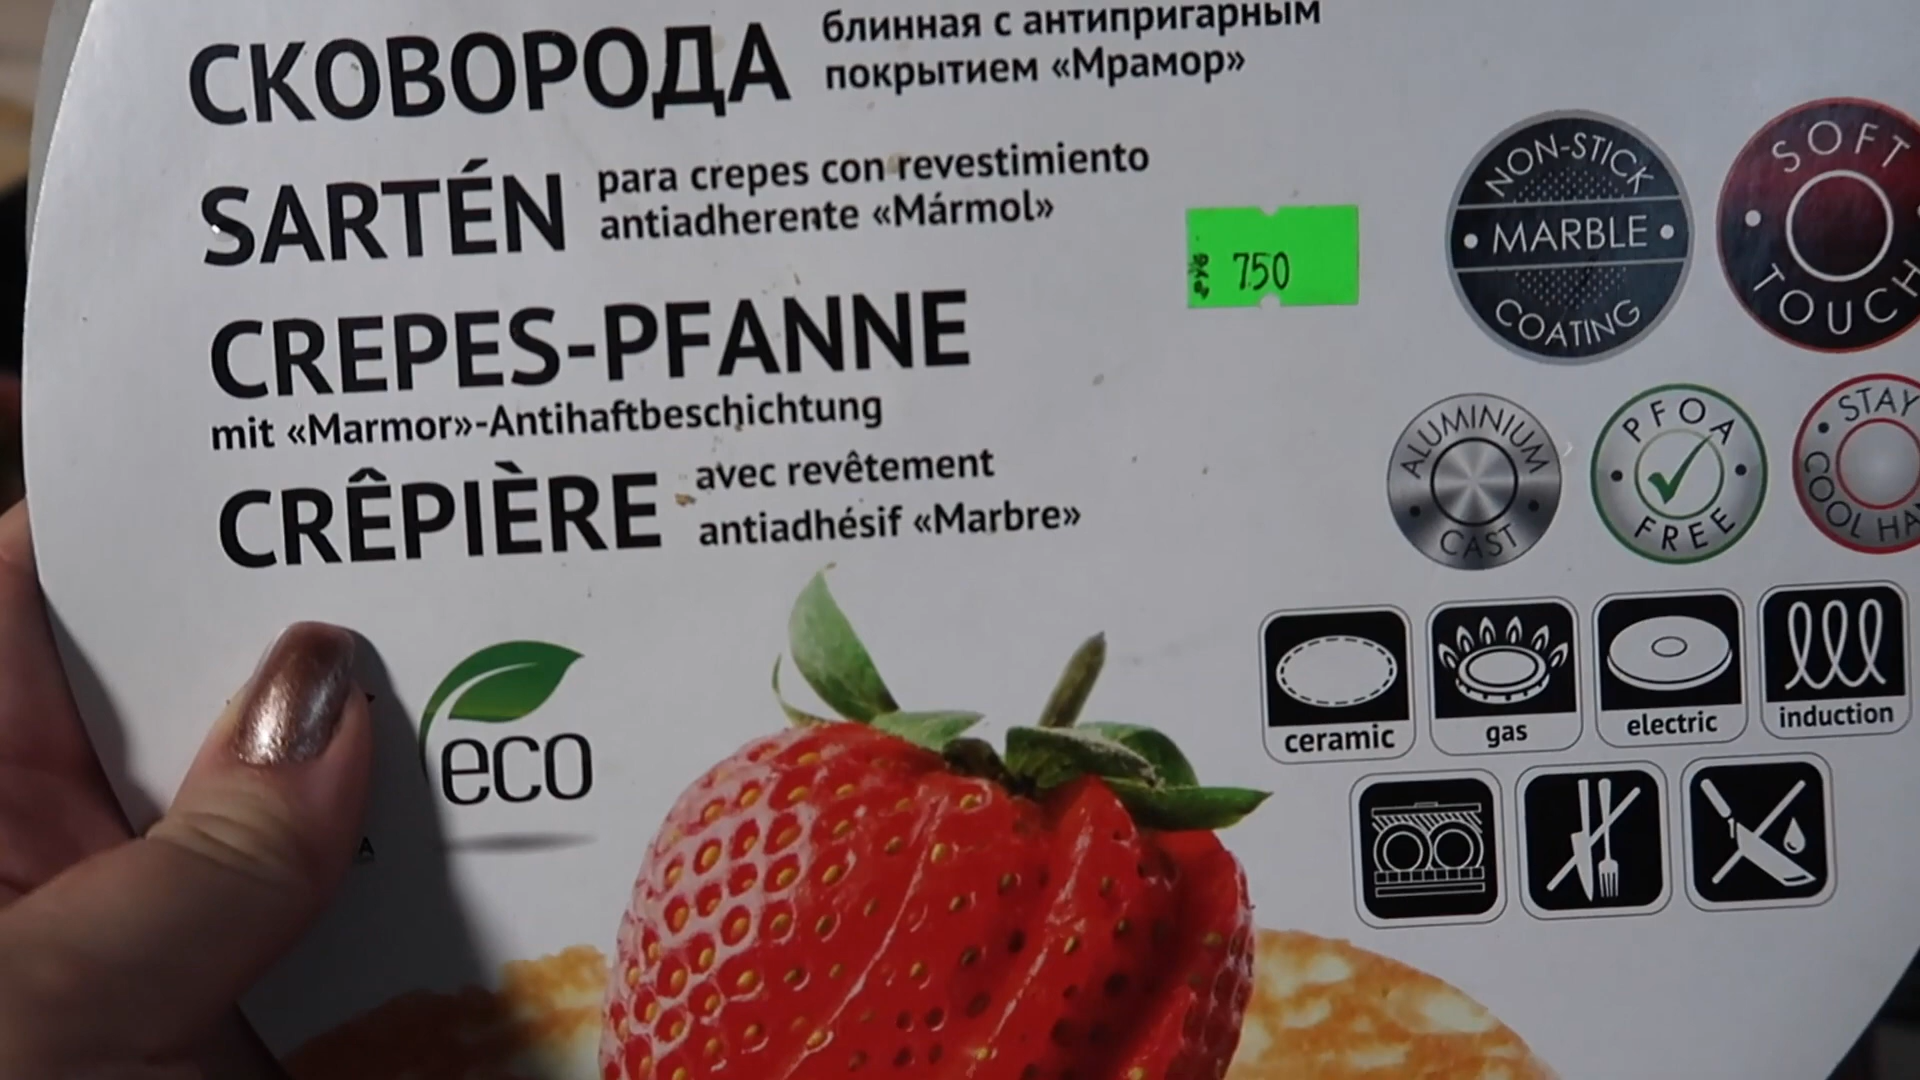 СКОВОРОДА
блинная с антипригарным
покрытием «Мрамор»
SARTÉN
para crepes con revestimiento
antiadherente «Mármol»
CREPES-PFANNE
mit «Marmor»-Antihaftbeschichtung
CRÊPIÈRE
avec revêtement
antiadhésif «Marbre»
руб 750
NON-STICK
MARBLE
COATING
SOFT
TOUCH
ALUMINIUM
CAST
PFOA
FREE
STAY
COOL
eco
ceramic
gas
electric
induction